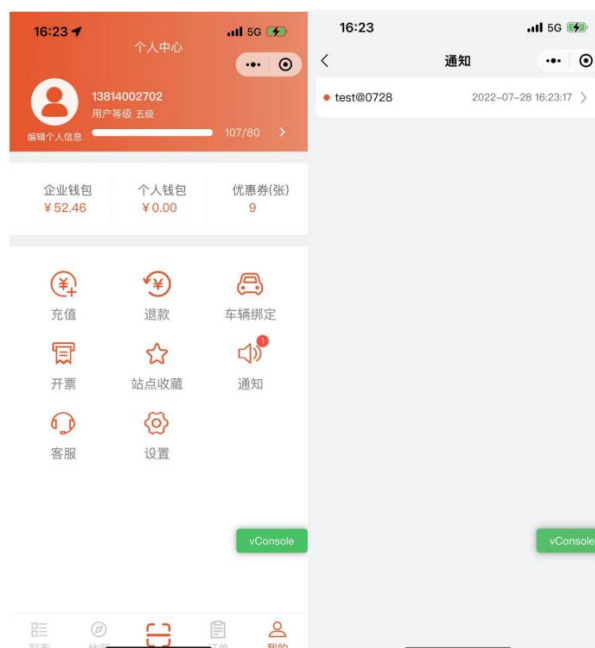 16:23
5G
个人中心
13814002702
用户等级 五级
编辑个人信息
107/80
企业钱包
个人钱包
优惠券(张)
¥52.46
¥0.00
9
充值
退款
车辆绑定
1
开票
站点收藏
通知
客服
设置
vConsole
我的
16:23
5G
通知
test@0728
2022-07-28 16:23:17
vConsole